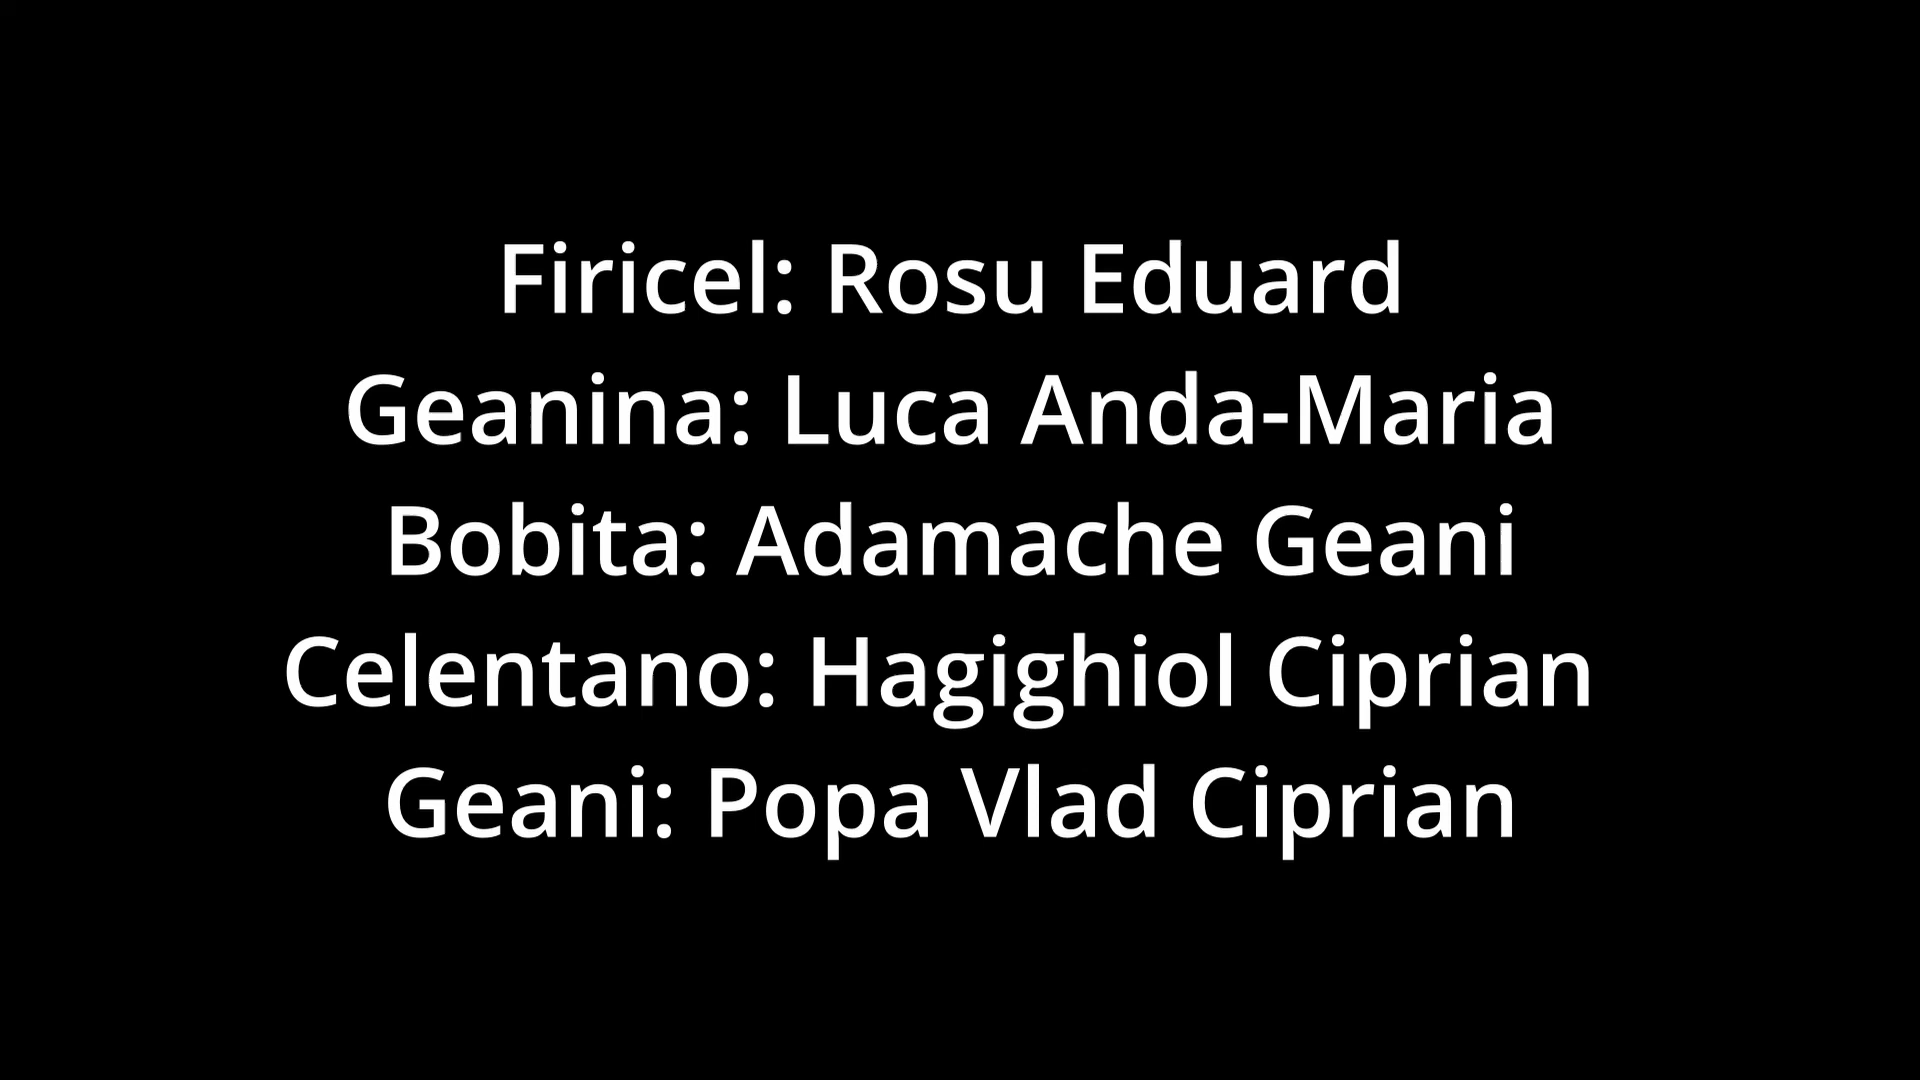 Firicel: Rosu Eduard
Geanina: Luca Anda-Maria
Bobita: Adamache Geani
Celentano: Hagighiol Ciprian
Geani: Popa Vlad Ciprian